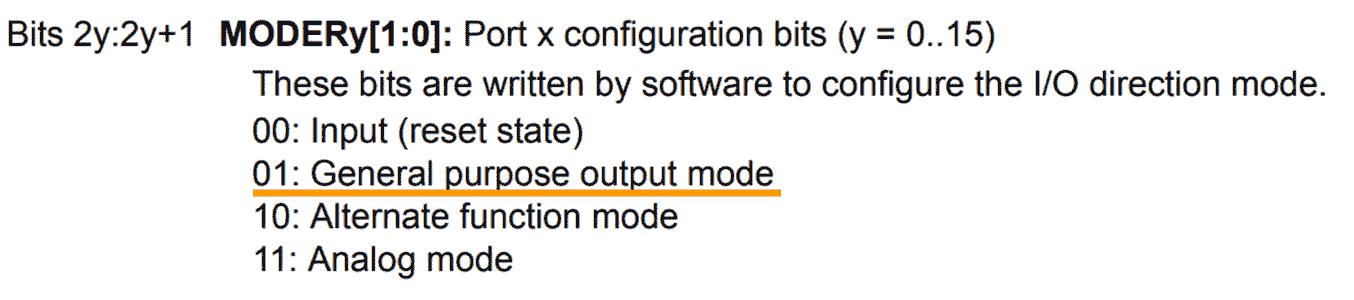 Bits 2y:2y+1 MODERy[1:0]: Port x configuration bits (y = 0..15)
These bits are written by software to configure the I/O direction mode.
00: Input (reset state)
01: General purpose output mode
10: Alternate function mode
11: Analog mode